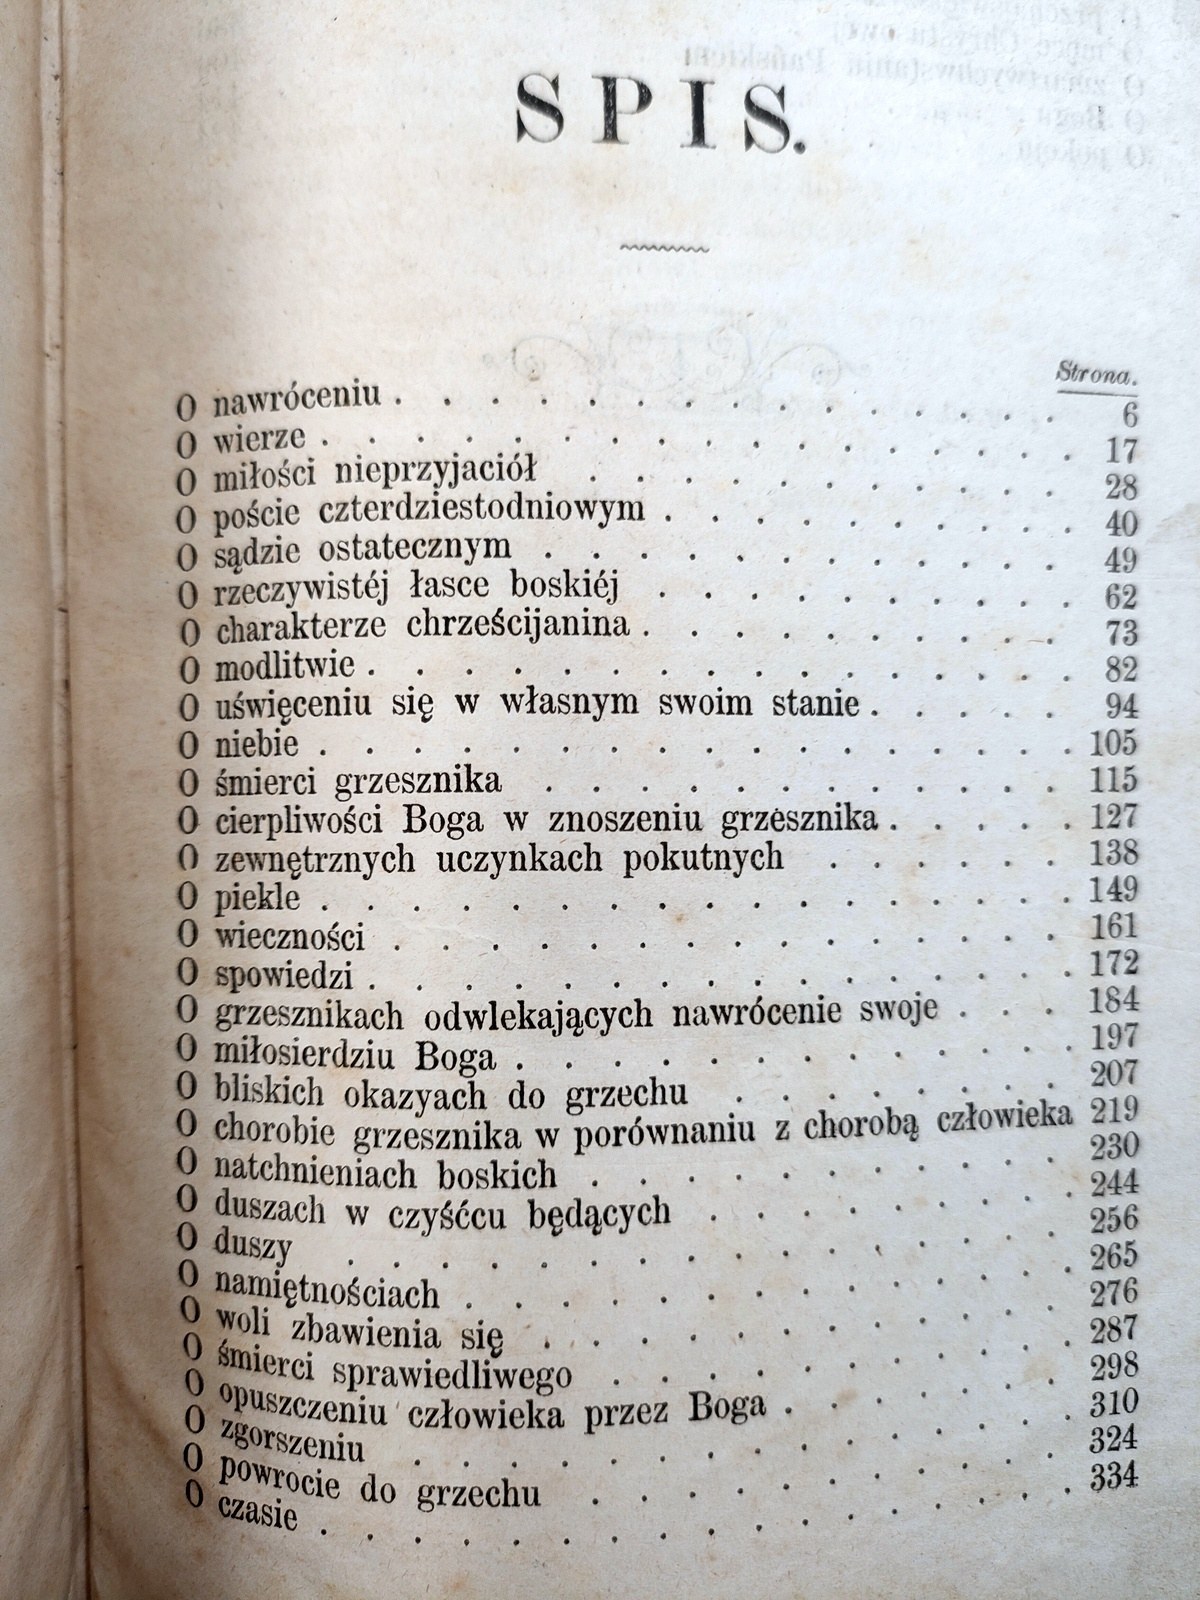 SPIS.
Strona.
O nawróceniu . . . . . . . . . . . . . . 6
O wierze . . . . . . . . . . . . . . . . 17
O miłości nieprzyjaciół . . . . . . . . . . 28
O poście czterdziestodniowym . . . . . . . . . 40
O sądzie ostatecznym . . . . . . . . . . . 49
O rzeczywistéj łasce boskiéj . . . . . . . . . 62
O charakterze chrześcijanina . . . . . . . . . 73
O modlitwie . . . . . . . . . . . . . . . 82
O uświęceniu się w własnym swoim stanie . . . . . 94
O niebie . . . . . . . . . . . . . . . . 105
O śmierci grzesznika . . . . . . . . . . . 115
O cierpliwości Boga w znoszeniu grzesznika . . . . . 127
O zewnętrznych uczynkach pokutnych . . . . . . 138
O piekle . . . . . . . . . . . . . . . . 149
O wieczności . . . . . . . . . . . . . . 161
O spowiedzi . . . . . . . . . . . . . . . 172
O grzesznikach odwlekających nawrócenie swoje . . . 184
O miłosierdziu Boga . . . . . . . . . . . . 197
O bliskich okazyach do grzechu . . . . . . . 207
O chorobie grzesznika w porównaniu z chorobą człowieka 219
O natchnieniach boskich . . . . . . . . . . 230
O duszach w czyśćcu będących . . . . . . . . 244
O duszy . . . . . . . . . . . . . . . 256
O namiętnościach . . . . . . . . . . . . . 265
O woli zbawienia się . . . . . . . . . . . 276
O śmierci sprawiedliwego . . . . . . . . . . 287
O opuszczeniu człowieka przez Boga . . . . . . 298
O zgorszeniu . . . . . . . . . . . . . . 310
O powrocie do grzechu . . . . . . . . . . 324
O czasie . . . . . . . . . . . . . . . . 334